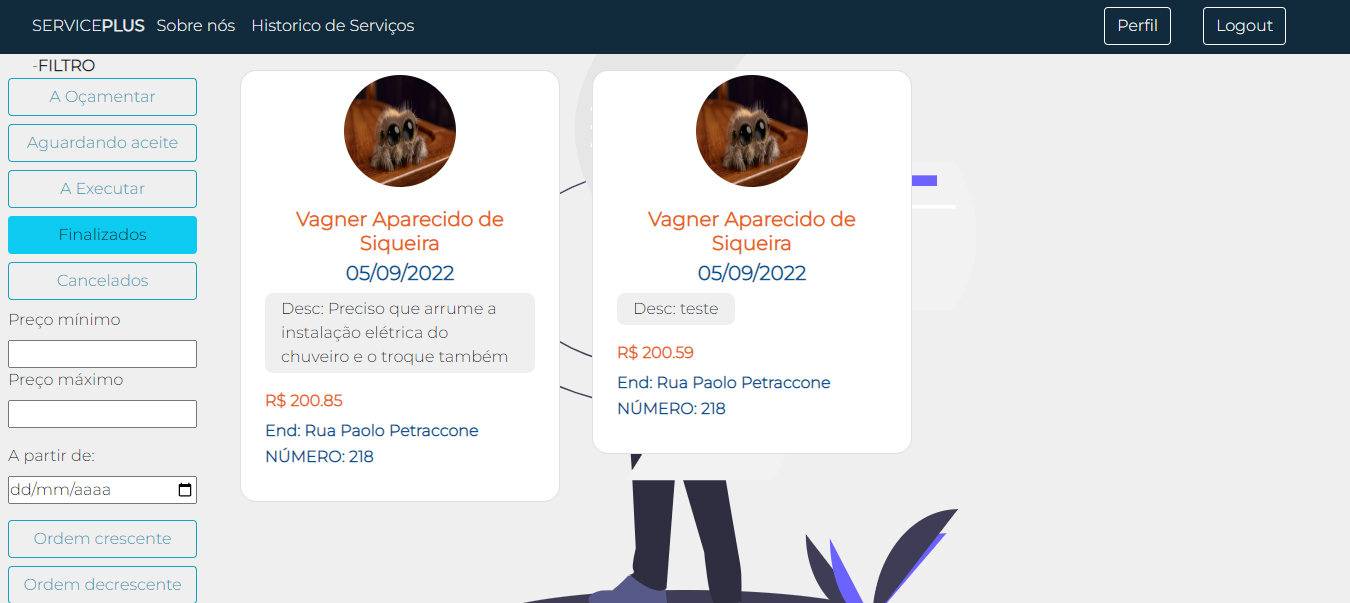 SERVICEPLUS Sobre nós Historico de Serviços Perfil Logout
-FILTRO
A Oçamentar
Aguardando aceite
A Executar
Finalizados
Cancelados
Preço mínimo
Preço máximo
A partir de:
dd/mm/aaaa
Ordem crescente
Ordem decrescente
Vagner Aparecido de
Siqueira
05/09/2022
Desc: Preciso que arrume a
instalação elétrica do
chuveiro e o troque também
R$ 200.85
End: Rua Paolo Petraccone
NÚMERO: 218
Vagner Aparecido de
Siqueira
05/09/2022
Desc: teste
R$ 200.59
End: Rua Paolo Petraccone
NÚMERO: 218